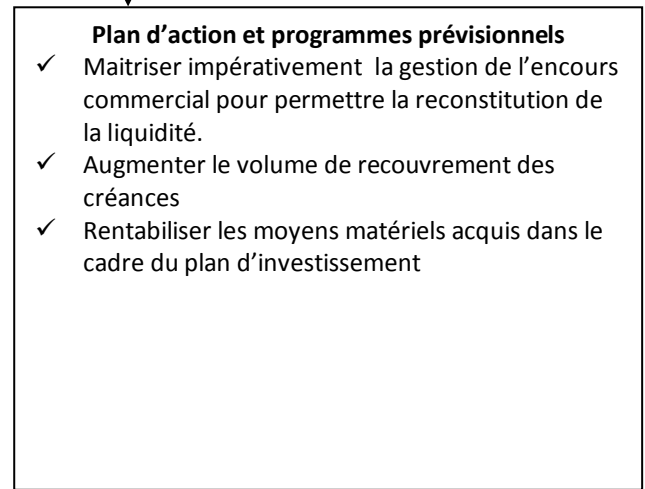 Plan d’action et programmes prévisionnels
✓ Maitriser impérativement la gestion de l’encours
commercial pour permettre la reconstitution de
la liquidité.
✓ Augmenter le volume de recouvrement des
créances
✓ Rentabiliser les moyens matériels acquis dans le
cadre du plan d’investissement